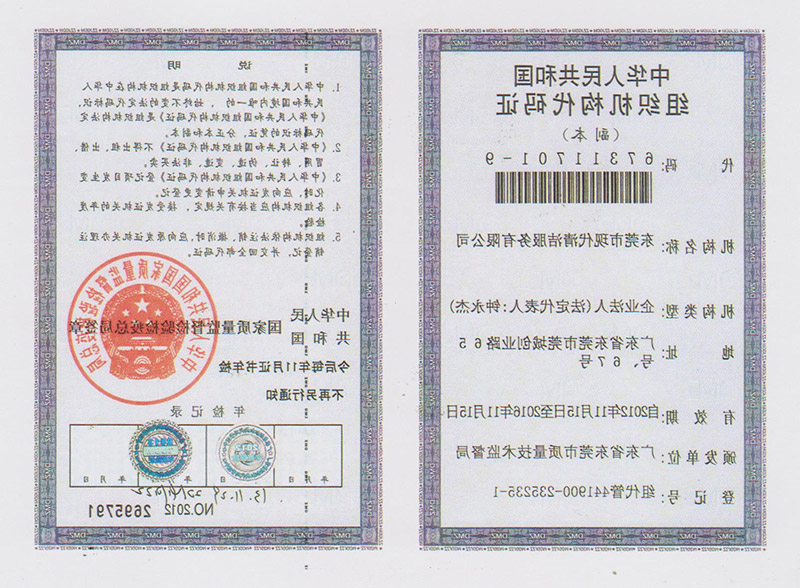 中华人民共和国
组织机构代码证
(副本)
代 码: 67311701-9
机构名称: 东莞市现代清洁服务有限公司
机构类型: 企业法人 (法定代表人: 钟永杰)
地 址: 广东省东莞市莞城创业路65
号、67号
有 效 期: 自2012年11月15日至2016年11月15日
颁发单位: 广东省东莞市质量技术监督局
登 记 号: 组代管441900-235235-1
说 明
1. 中华人民共和国组织机构代码是组织机构在中华人
民共和国境内唯一的、始终不变的法定代码标识,
《中华人民共和国组织机构代码证》是组织机构法定
代码标识的凭证,分正本和副本。
2. 《中华人民共和国组织机构代码证》不得出租、出借、
冒用、转让、伪造、变造、非法买卖。
3. 《中华人民共和国组织机构代码证》登记项目发生变
化时,应向发证机关申请变更登记。
4. 各组织机构应当按有关规定,接受发证机关的年度
检验。
5. 组织机构依法注销、撤消时,应向原发证机关办理注
销登记,并交回全部代码证。
中华人民
共 和 国 国家质量监督检验检疫总局签章
今后每年11月证书年检
不再另行通知
年检记录
年 月 日 年 月 日
13.11.29
NO.2012 2695791